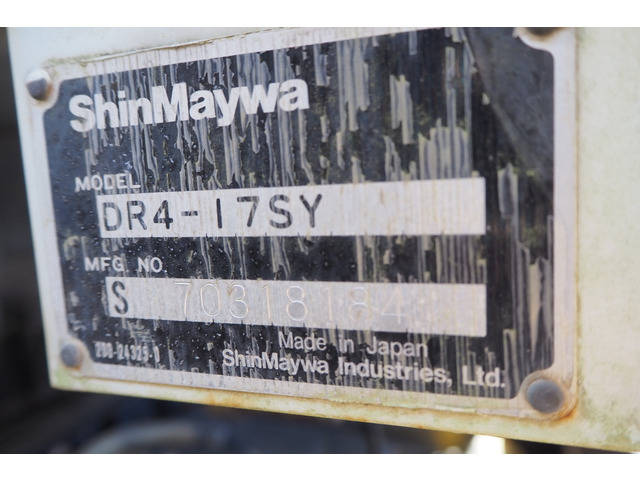 ShinMaywa
MODEL
DR4-17SY
MFG NO.
S 70318184
Made in Japan
ShinMaywa Industries, Ltd.